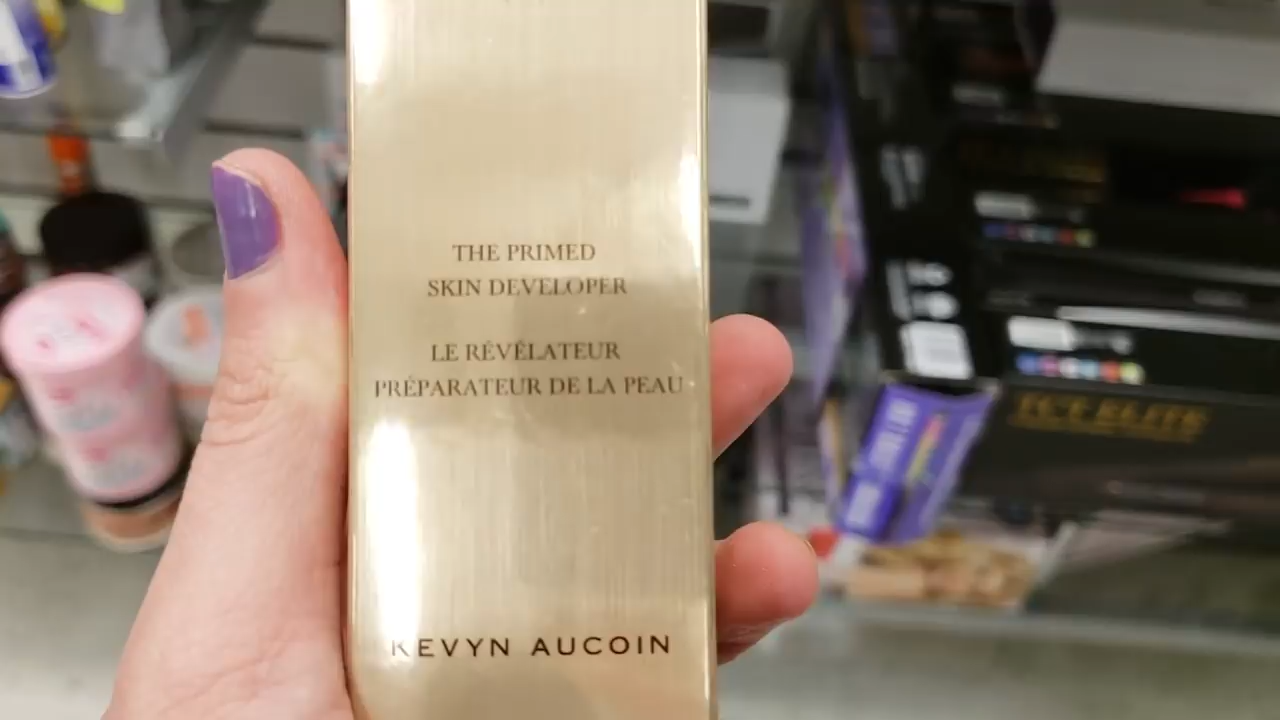 THE PRIMED
SKIN DEVELOPER
LE RÉVÉLATEUR
PRÉPARATEUR DE LA PEAU
KEVYN AUCOIN